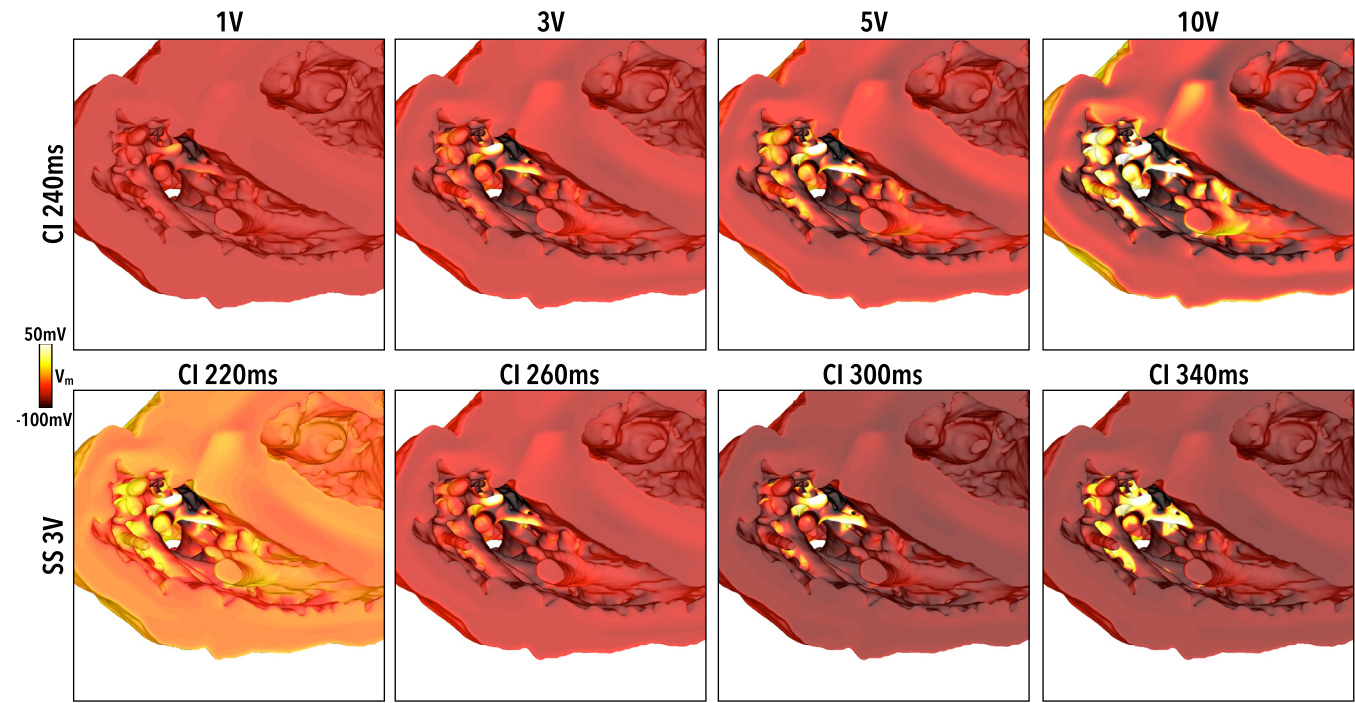 1V
3V
5V
10V
CI 240ms
50mV
Vm
-100mV
CI 220ms
CI 260ms
CI 300ms
CI 340ms
SS 3V